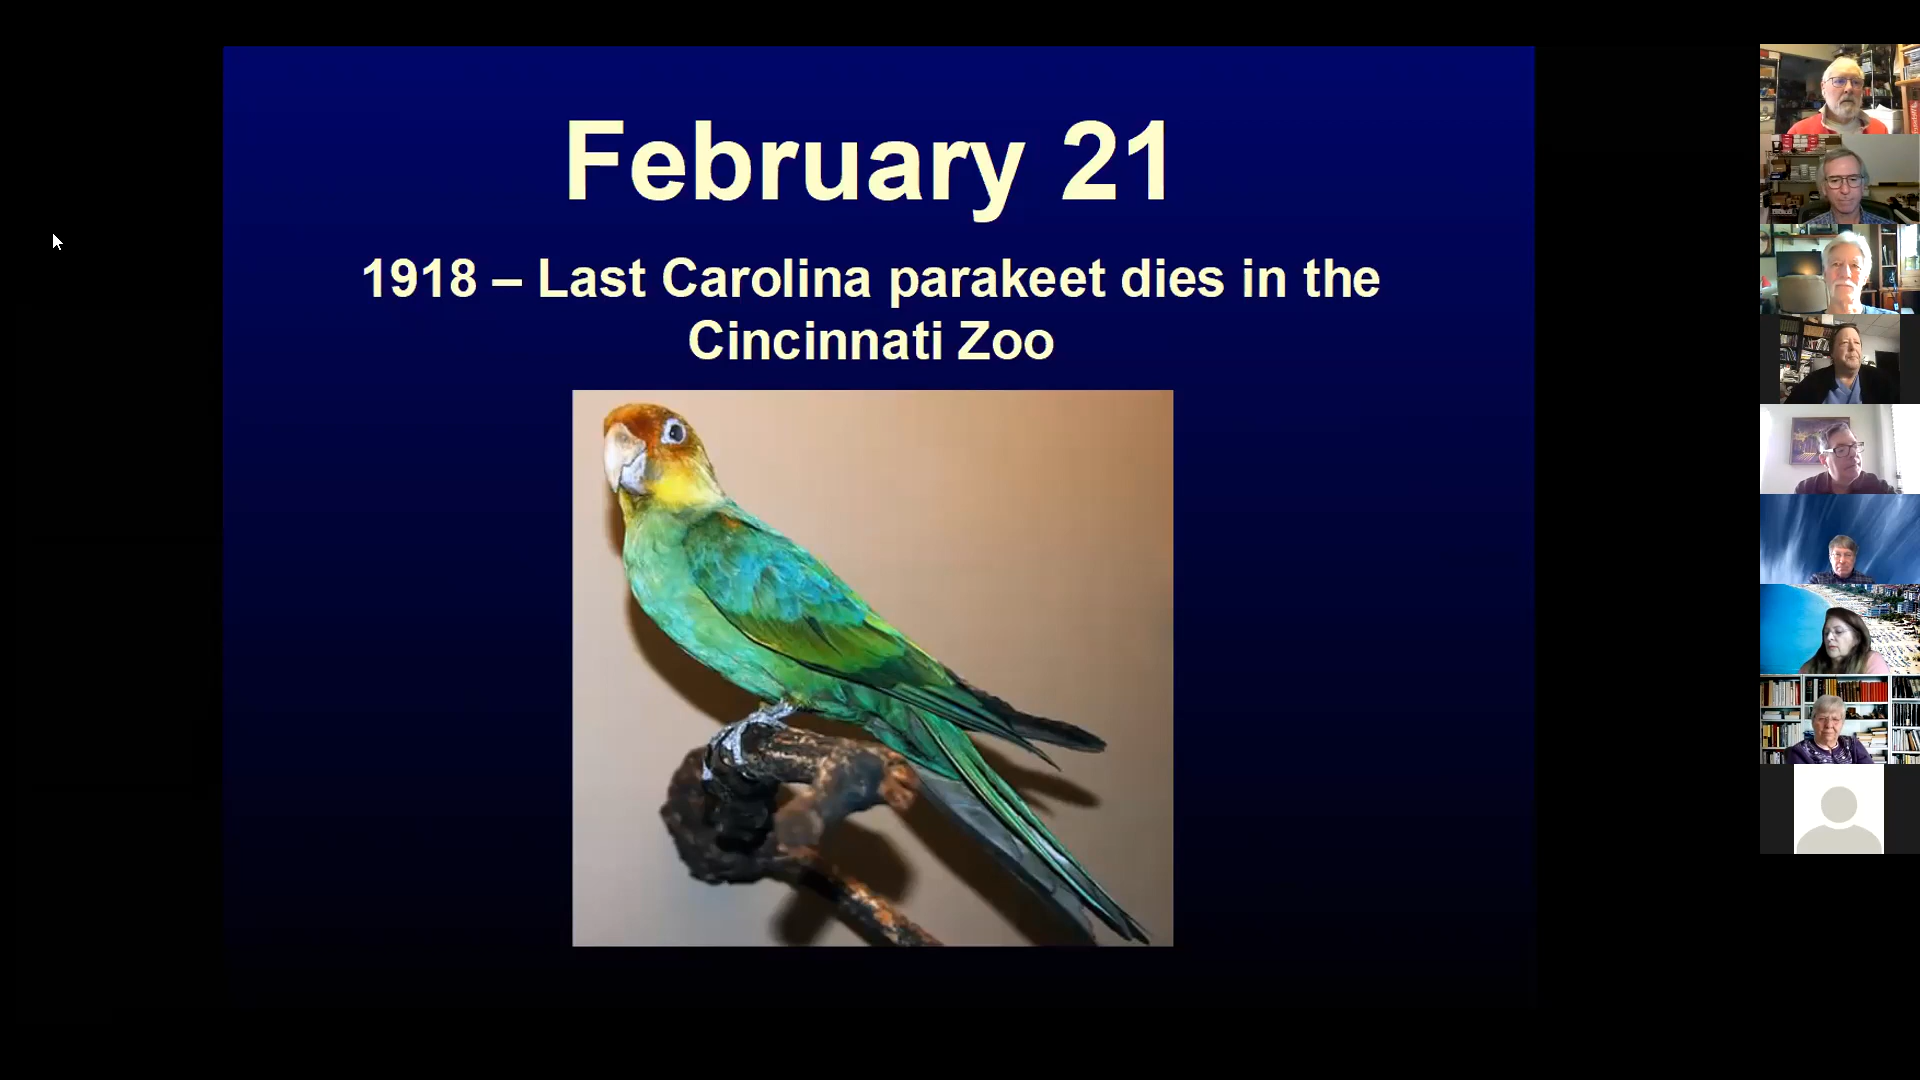 February 21
1918 – Last Carolina parakeet dies in the
Cincinnati Zoo